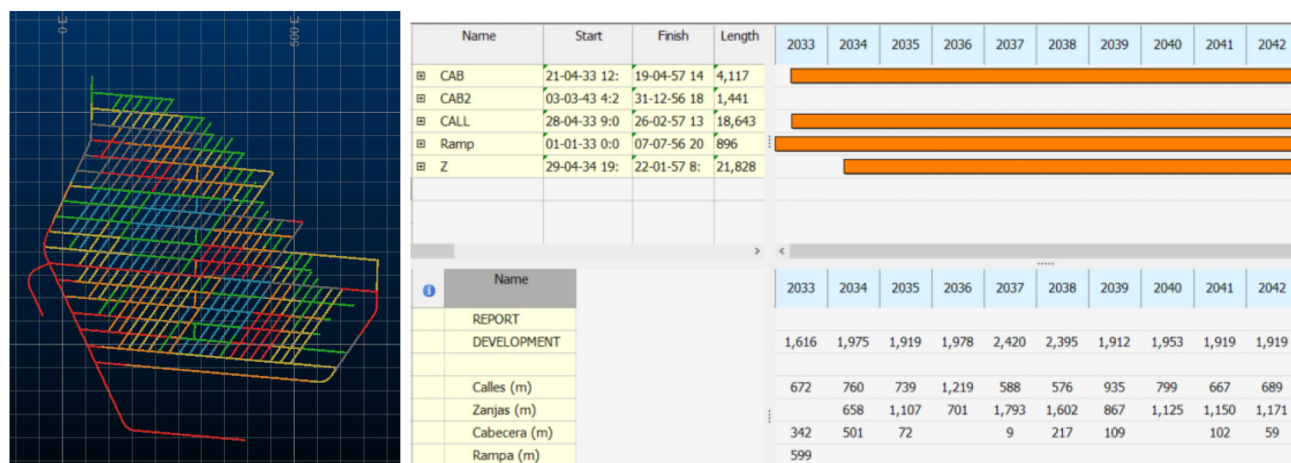 0 E
500 E
Name Start Finish Length 2033 2034 2035 2036 2037 2038 2039 2040 2041 2042
CAB 21-04-33 12: 19-04-57 14 4,117
CAB2 03-03-43 4:2 31-12-56 18 1,441
CALL 28-04-33 9:0 26-02-57 13 18,643
Ramp 01-01-33 0:0 07-07-56 20 896
Z 29-04-34 19: 22-01-57 8: 21,828
Name 2033 2034 2035 2036 2037 2038 2039 2040 2041 2042
REPORT
DEVELOPMENT 1,616 1,975 1,919 1,978 2,420 2,395 1,912 1,953 1,919 1,919
Calles (m) 672 760 739 1,219 588 576 935 799 667 689
Zanjas (m) 658 1,107 701 1,793 1,602 867 1,125 1,150 1,171
Cabecera (m) 342 501 72 9 217 109 102 59
Rampa (m) 599